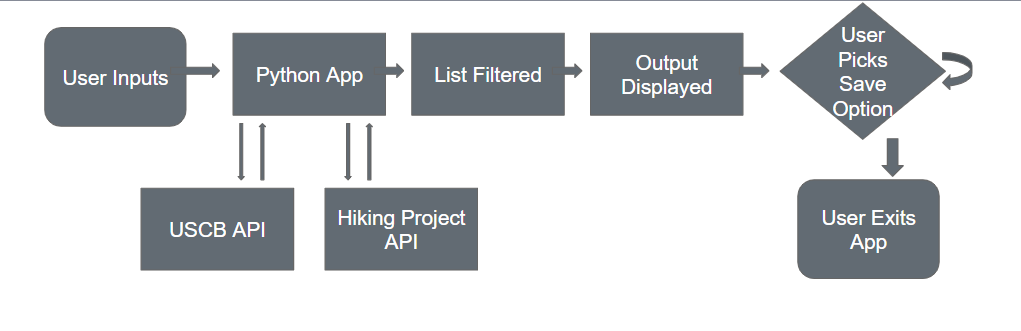 User Inputs
Python App
List Filtered
Output
Displayed
User
Picks
Save
Option
USCB API
Hiking Project
API
User Exits
App